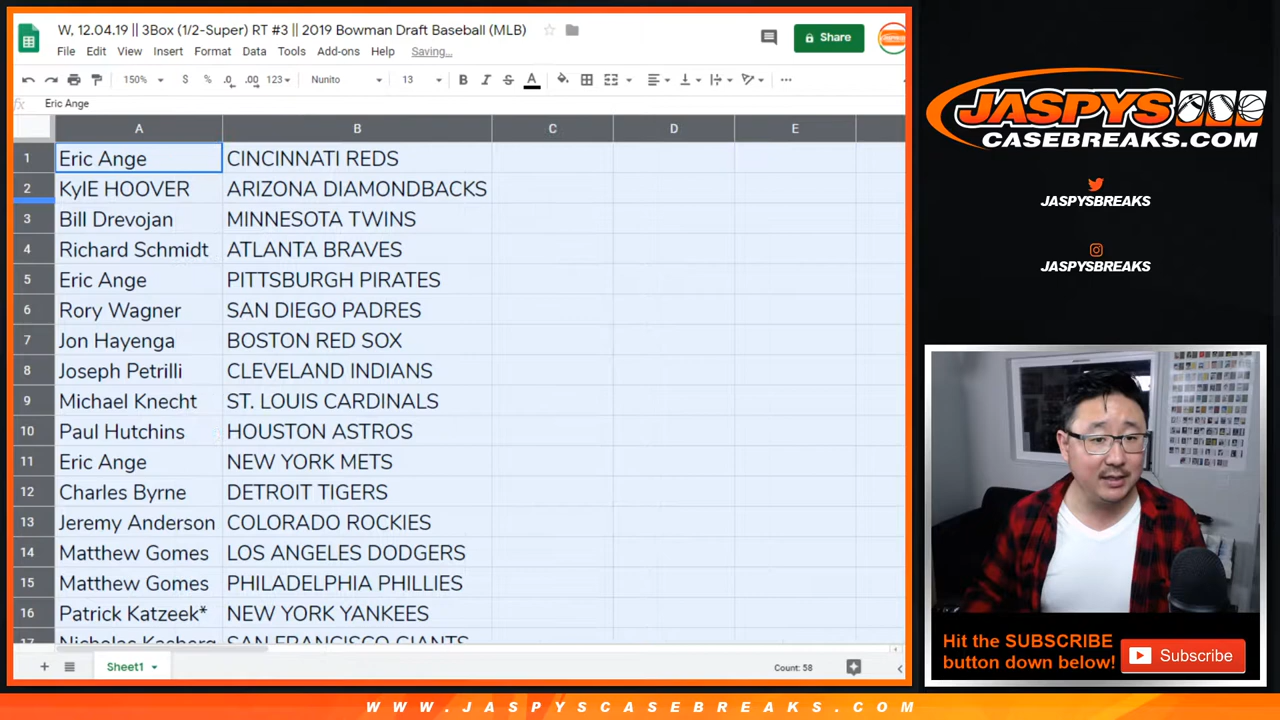 W, 12.04.19 || 3Box (1/2-Super) RT #3 || 2019 Bowman Draft Baseball (MLB)
File Edit View Insert Format Data Tools Add-ons Help Saving...
Share
150% $ % .0 .00 123 Nunito 13 B I S A
fx Eric Ange
A B C D E
1 Eric Ange CINCINNATI REDS
2 KylE HOOVER ARIZONA DIAMONDBACKS
3 Bill Drevojan MINNESOTA TWINS
4 Richard Schmidt ATLANTA BRAVES
5 Eric Ange PITTSBURGH PIRATES
6 Rory Wagner SAN DIEGO PADRES
7 Jon Hayenga BOSTON RED SOX
8 Joseph Petrilli CLEVELAND INDIANS
9 Michael Knecht ST. LOUIS CARDINALS
10 Paul Hutchins HOUSTON ASTROS
11 Eric Ange NEW YORK METS
12 Charles Byrne DETROIT TIGERS
13 Jeremy Anderson COLORADO ROCKIES
14 Matthew Gomes LOS ANGELES DODGERS
15 Matthew Gomes PHILADELPHIA PHILLIES
16 Patrick Katzeek* NEW YORK YANKEES
17 Nicholas Kasberg SAN FRANCISCO GIANTS
Sheet1
Count: 58
JASPYS
CASEBREAKS.COM
JASPYSBREAKS
JASPYSBREAKS
Hit the SUBSCRIBE
button down below!
Subscribe
WWW.JASPYSCASEBREAKS.COM